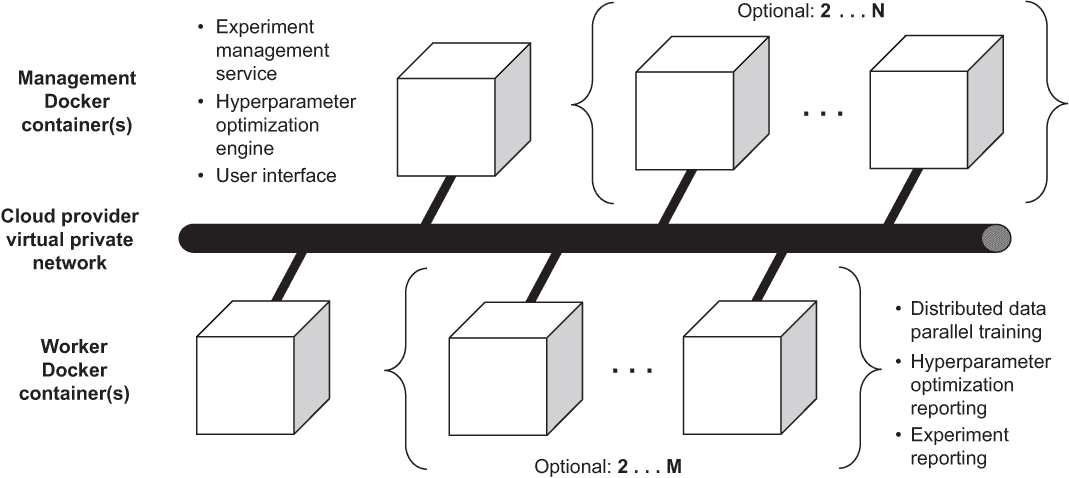 Optional: 2 . . . N
Management
Docker
container(s)
• Experiment
management
service
• Hyperparameter
optimization
engine
• User interface
. . .
Cloud provider
virtual private
network
Worker
Docker
container(s)
. . .
• Distributed data
parallel training
• Hyperparameter
optimization
reporting
• Experiment
reporting
Optional: 2 . . . M